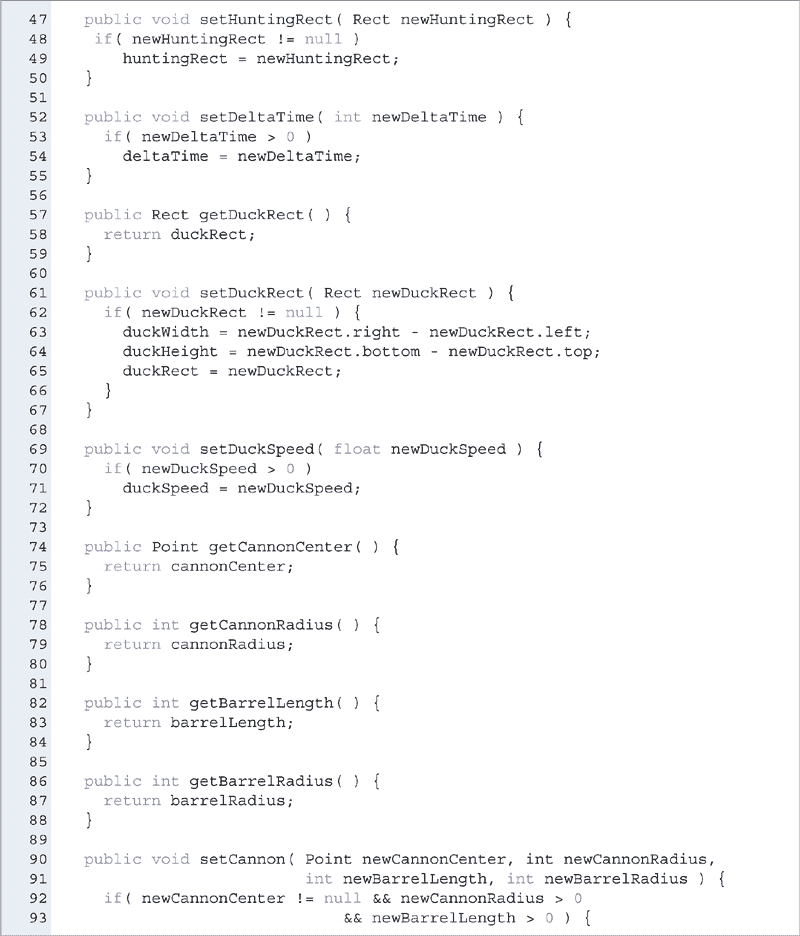 47 public void setHuntingRect( Rect newHuntingRect ) {
48 if( newHuntingRect != null )
49 huntingRect = newHuntingRect;
50 }
51
52 public void setDeltaTime( int newDeltaTime ) {
53 if( newDeltaTime > 0 )
54 deltaTime = newDeltaTime;
55 }
56
57 public Rect getDuckRect( ) {
58 return duckRect;
59 }
60
61 public void setDuckRect( Rect newDuckRect ) {
62 if( newDuckRect != null ) {
63 duckWidth = newDuckRect.right - newDuckRect.left;
64 duckHeight = newDuckRect.bottom - newDuckRect.top;
65 duckRect = newDuckRect;
66 }
67 }
68
69 public void setDuckSpeed( float newDuckSpeed ) {
70 if( newDuckSpeed > 0 )
71 duckSpeed = newDuckSpeed;
72 }
73
74 public Point getCannonCenter( ) {
75 return cannonCenter;
76 }
77
78 public int getCannonRadius( ) {
79 return cannonRadius;
80 }
81
82 public int getBarrelLength( ) {
83 return barrelLength;
84 }
85
86 public int getBarrelRadius( ) {
87 return barrelRadius;
88 }
89
90 public void setCannon( Point newCannonCenter, int newCannonRadius,
91 int newBarrelLength, int newBarrelRadius ) {
92 if( newCannonCenter != null && newCannonRadius > 0
93 && newBarrelLength > 0 ) {